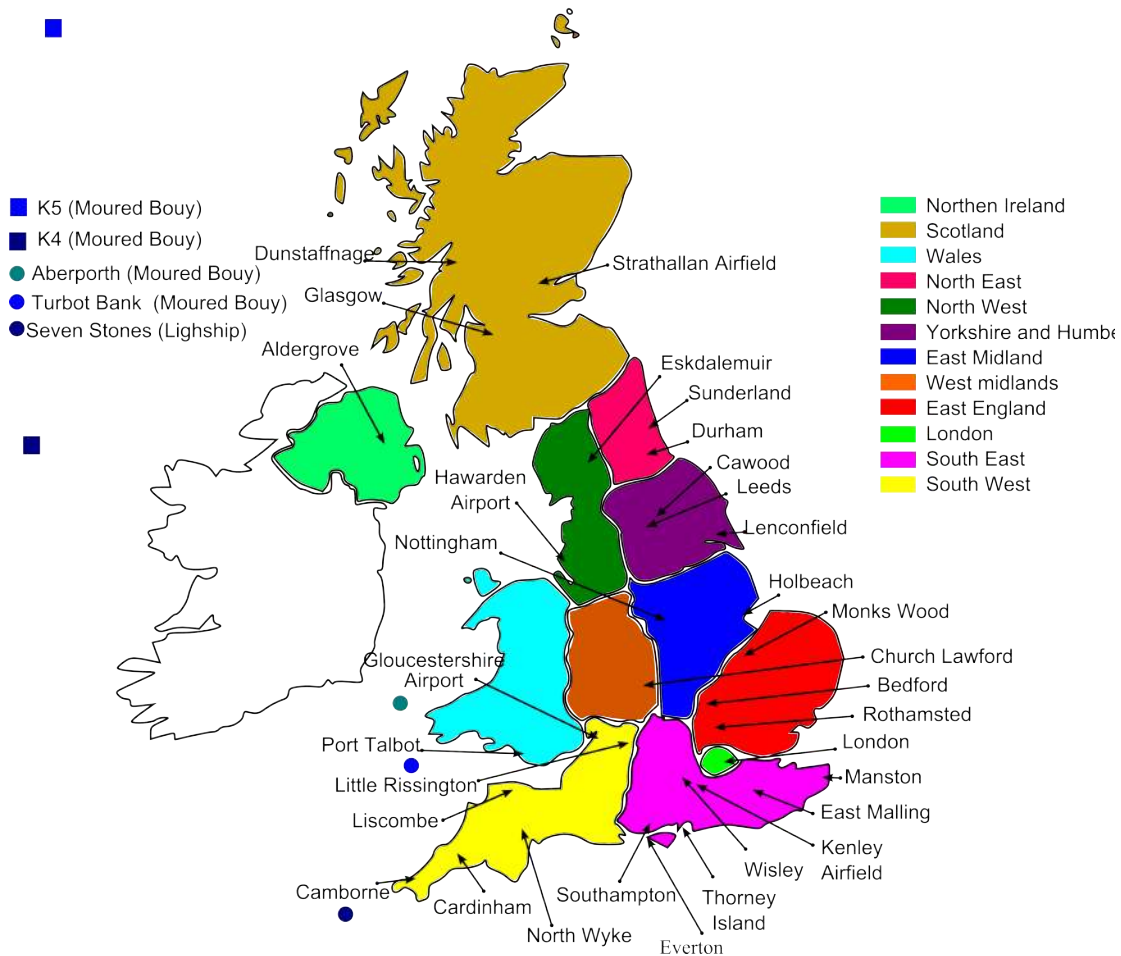 K5 (Moured Bouy)
K4 (Moured Bouy)
Aberporth (Moured Bouy)
Turbot Bank (Moured Bouy)
Seven Stones (Lighship)
Dunstaffnage
Glasgow
Aldergrove
Strathallan Airfield
Eskdalemuir
Sunderland
Durham
Cawood
Leeds
Lenconfield
Hawarden
Airport
Nottingham
Holbeach
Monks Wood
Church Lawford
Bedford
Rothamsted
London
Manston
East Malling
Kenley
Airfield
Wisley
Thorney
Island
Everton
Southampton
North Wyke
Cardinham
Camborne
Liscombe
Little Rissington
Port Talbot
Gloucestershire
Airport
Northen Ireland
Scotland
Wales
North East
North West
Yorkshire and Humbe
East Midland
West midlands
East England
London
South East
South West